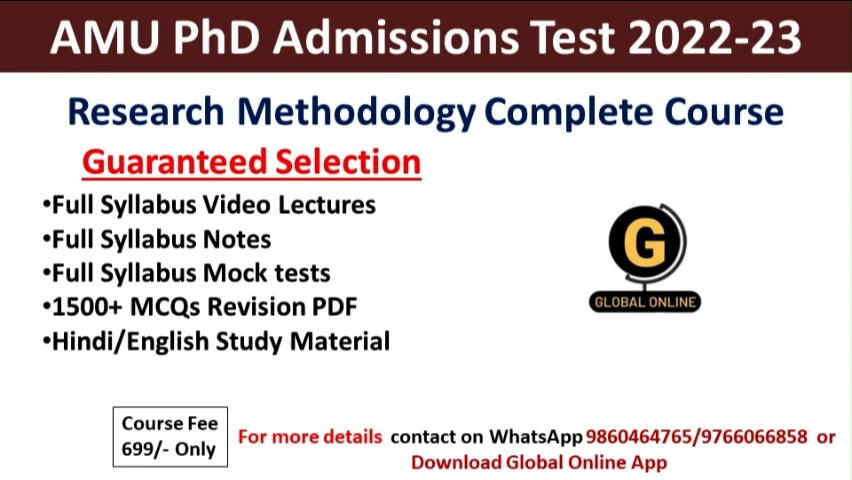 AMU PhD Admissions Test 2022-23
Research Methodology Complete Course
Guaranteed Selection
•Full Syllabus Video Lectures
•Full Syllabus Notes
•Full Syllabus Mock tests
•1500+ MCQs Revision PDF
•Hindi/English Study Material
G
GLOBAL ONLINE
Course Fee
699/- Only
For more details contact on WhatsApp 9860464765/9766066858 or
Download Global Online App